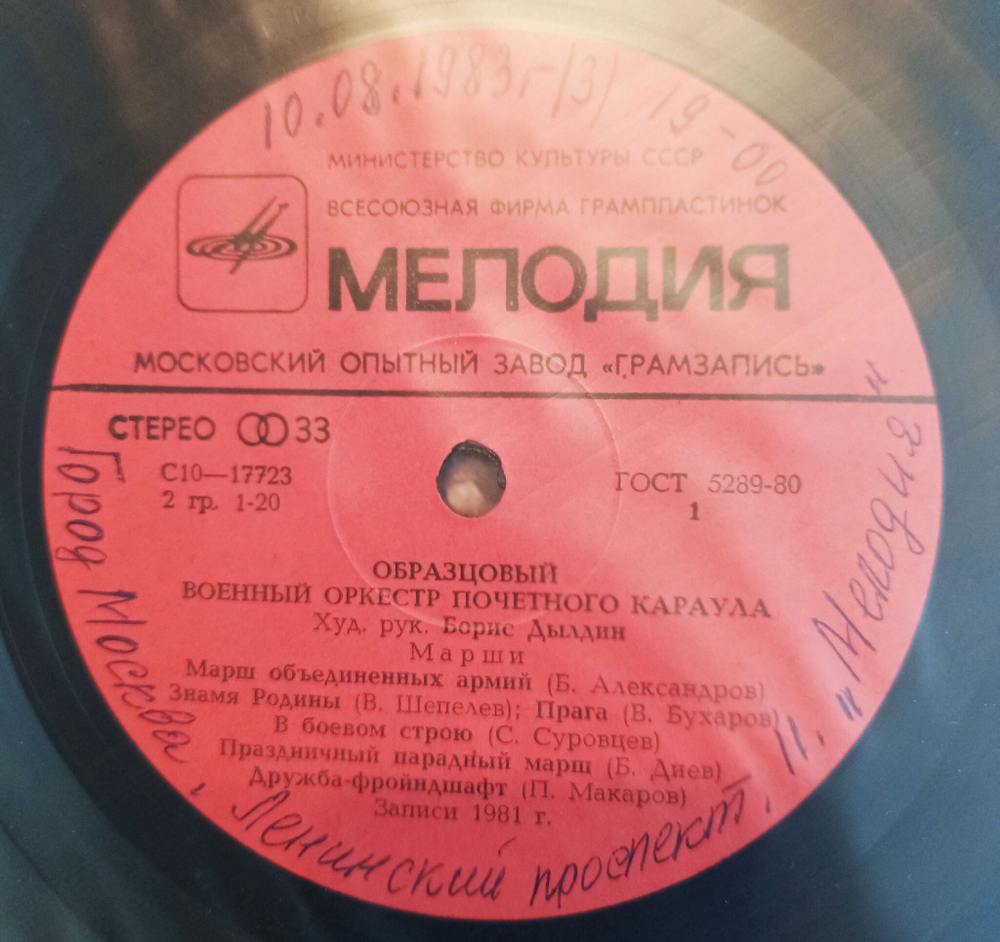 10.08.1983г (3) 19-00
МИНИСТЕРСТВО КУЛЬТУРЫ СССР
ВСЕСОЮЗНАЯ ФИРМА ГРАМПЛАСТИНОК
МЕЛОДИЯ
МОСКОВСКИЙ ОПЫТНЫЙ ЗАВОД «ГРАМЗАПИСЬ»
СТЕРЕО 33
С10—17723
2 гр. 1-20
ГОСТ 5289-80
1
ОБРАЗЦОВЫЙ
ВОЕННЫЙ ОРКЕСТР ПОЧЕТНОГО КАРАУЛА
Худ. рук. Борис Дылдин
Марши
Марш объединенных армий (Б. Александров)
Знамя Родины (В. Шепелев); Прага (В. Бухаров)
В боевом строю (С. Суровцев)
Праздничный парадный марш (Б. Диев)
Дружба-фройндшафт (П. Макаров)
Записи 1981 г.
Город Москва, Ленинский проспект, 11. "Мелодия"